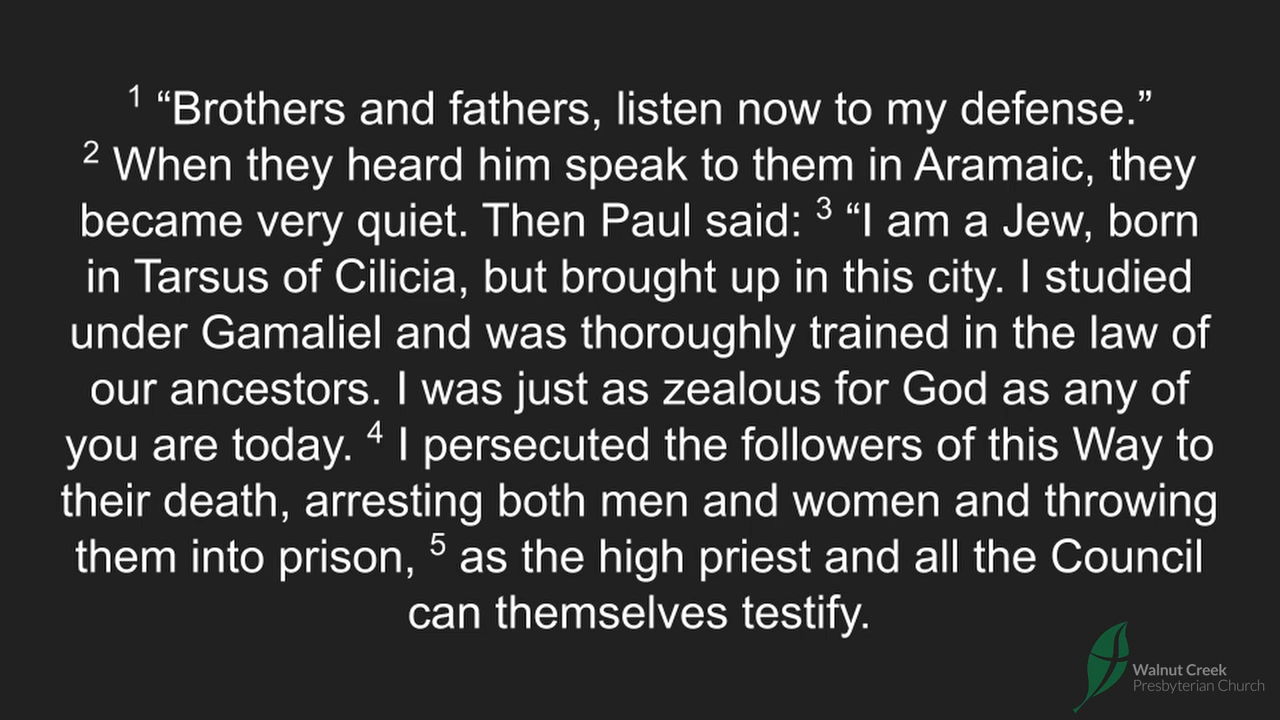 1 “Brothers and fathers, listen now to my defense.”
2 When they heard him speak to them in Aramaic, they
became very quiet. Then Paul said: 3 “I am a Jew, born
in Tarsus of Cilicia, but brought up in this city. I studied
under Gamaliel and was thoroughly trained in the law of
our ancestors. I was just as zealous for God as any of
you are today. 4 I persecuted the followers of this Way to
their death, arresting both men and women and throwing
them into prison, 5 as the high priest and all the Council
can themselves testify.
Walnut Creek
Presbyterian Church